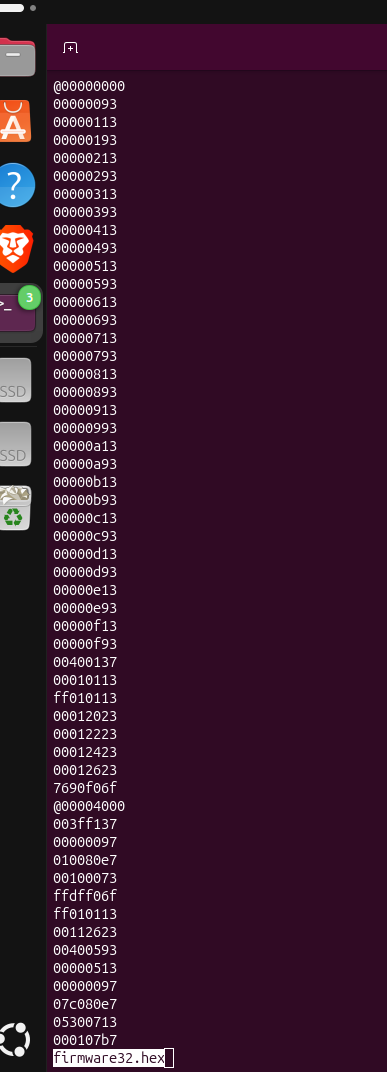 @00000000
00000093
00000113
00000193
00000213
00000293
00000313
00000393
00000413
00000493
00000513
00000593
00000613
00000693
00000713
00000793
00000813
00000893
00000913
00000993
00000a13
00000a93
00000b13
00000b93
00000c13
00000c93
00000d13
00000d93
00000e13
00000e93
00000f13
00000f93
00400137
00010113
ff010113
00012023
00012223
00012423
00012623
7690f06f
@00004000
003ff137
00000097
010080e7
00100073
ffdff06f
ff010113
00112623
00400593
00000513
00000097
07c080e7
05300713
000107b7
firmware32.hex
?
3
>_
SSD
SSD